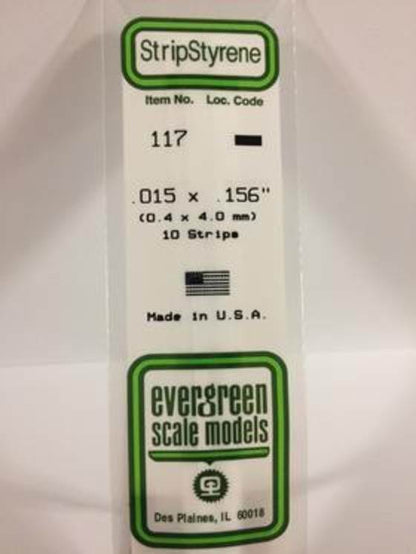 StripStyrene
Item No. Loc. Code
117
.015 x .156"
(0.4 x 4.0 mm)
10 Strips
Made in U.S.A.
evergreen
scale models
Des Plaines, IL 60018